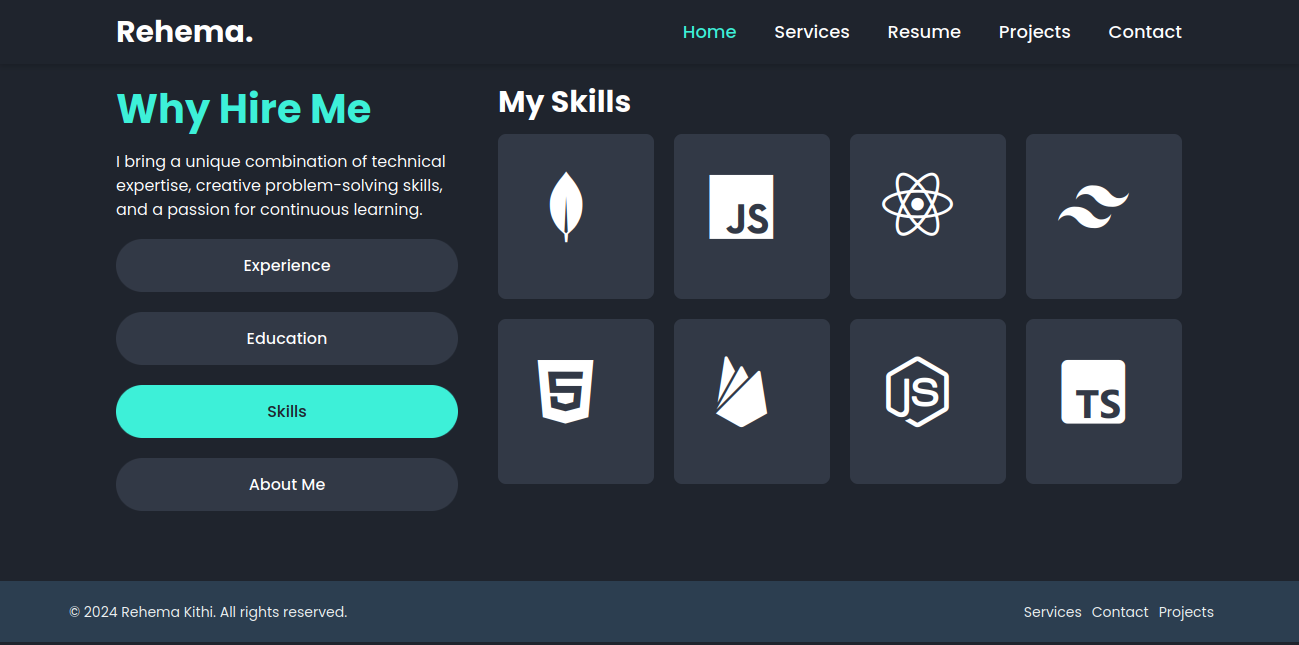 Rehema.
Home Services Resume Projects Contact
Why Hire Me
I bring a unique combination of technical
expertise, creative problem-solving skills,
and a passion for continuous learning.
Experience
Education
Skills
About Me
My Skills
JS
JS
TS
© 2024 Rehema Kithi. All rights reserved.
Services Contact Projects